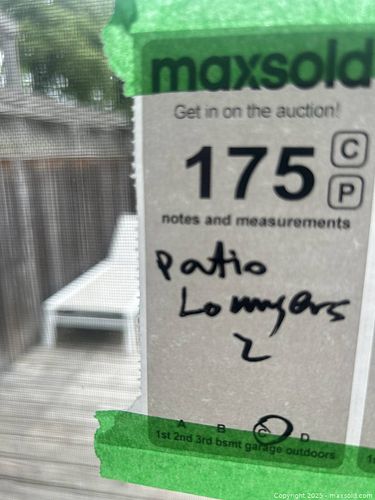 maxsold
Get in on the auction!
175 C
P
notes and measurements
Patio
Loungers
2
A B C D
1st 2nd 3rd bsmt garage outdoors
Copyright 2025 - maxsold.com